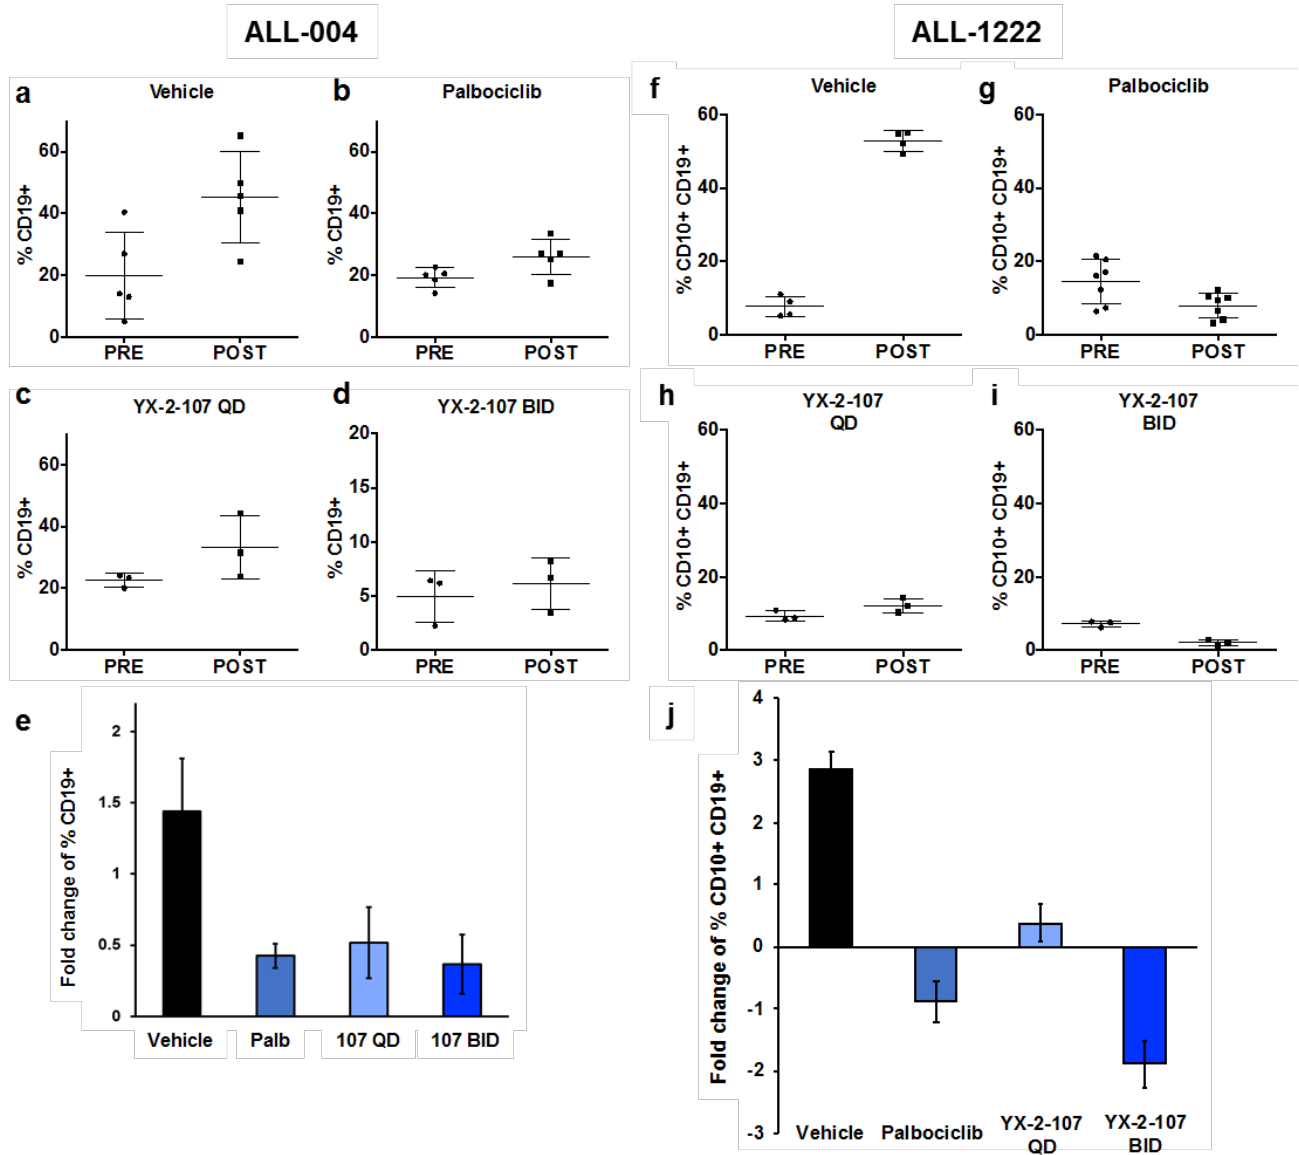 ALL-004
ALL-1222
a
Vehicle
% CD19+
60
40
20
0
PRE
POST
b
Palbociclib
% CD19+
60
40
20
0
PRE
POST
f
Vehicle
% CD10+ CD19+
60
40
20
0
PRE
POST
g
Palbociclib
% CD10+ CD19+
60
40
20
0
PRE
POST
c
YX-2-107 QD
% CD19+
60
40
20
0
PRE
POST
d
YX-2-107 BID
% CD19+
20
15
10
5
0
PRE
POST
h
YX-2-107
QD
% CD10+ CD19+
60
40
20
0
PRE
POST
i
YX-2-107
BID
% CD10+ CD19+
60
40
20
0
PRE
POST
e
Fold change of % CD19+
2
1.5
1
0.5
0
Vehicle
Palb
107 QD
107 BID
j
Fold change of % CD10+ CD19+
4
3
2
1
0
-1
-2
-3
Vehicle
Palbociclib
YX-2-107
QD
YX-2-107
BID